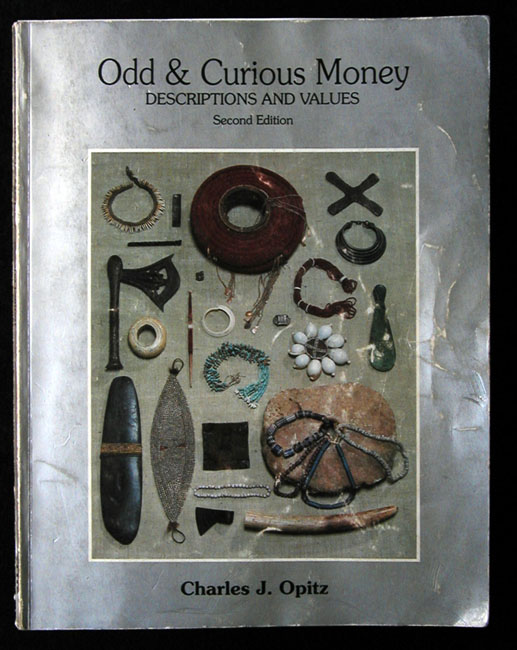 Odd & Curious Money
DESCRIPTIONS AND VALUES
Second Edition
Charles J. Opitz